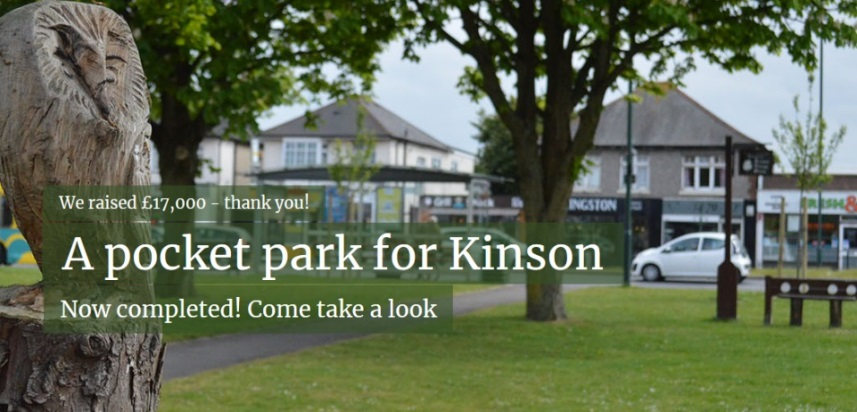 We raised £17,000 - thank you!
A pocket park for Kinson
Now completed! Come take a look